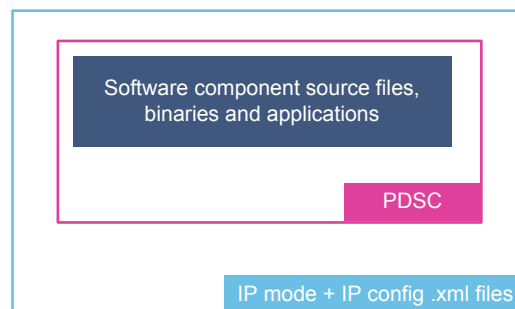 Software component source files,
binaries and applications
PDSC
IP mode + IP config .xml files